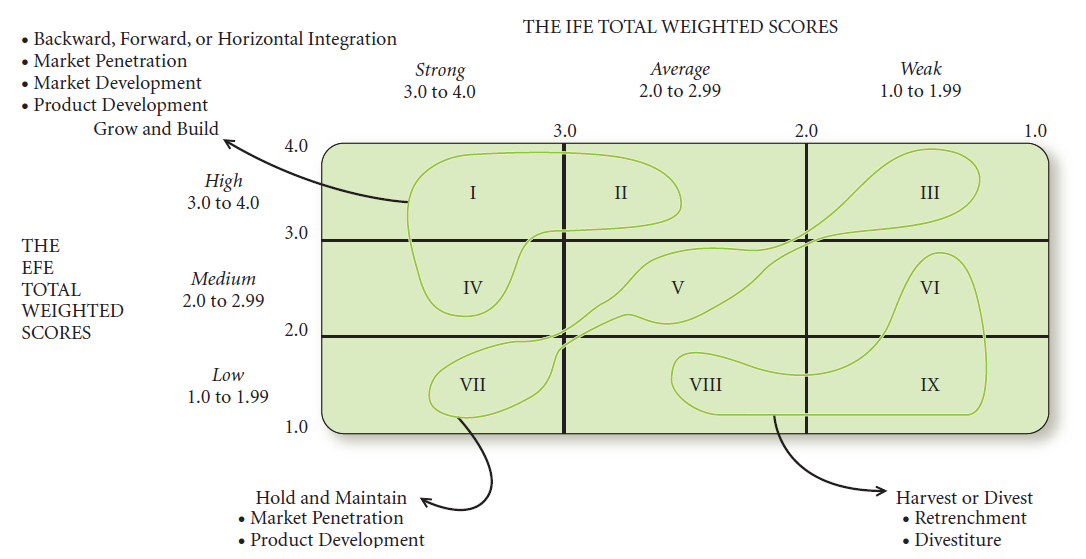 THE IFE TOTAL WEIGHTED SCORES
• Backward, Forward, or Horizontal Integration
• Market Penetration
• Market Development
• Product Development
Grow and Build
Strong
3.0 to 4.0
Average
2.0 to 2.99
Weak
1.0 to 1.99
4.0
3.0
2.0
1.0
High
3.0 to 4.0
I
II
III
3.0
THE
EFE
TOTAL
WEIGHTED
SCORES
Medium
2.0 to 2.99
IV
V
VI
2.0
Low
1.0 to 1.99
VII
VIII
IX
1.0
Hold and Maintain
• Market Penetration
• Product Development
Harvest or Divest
• Retrenchment
• Divestiture